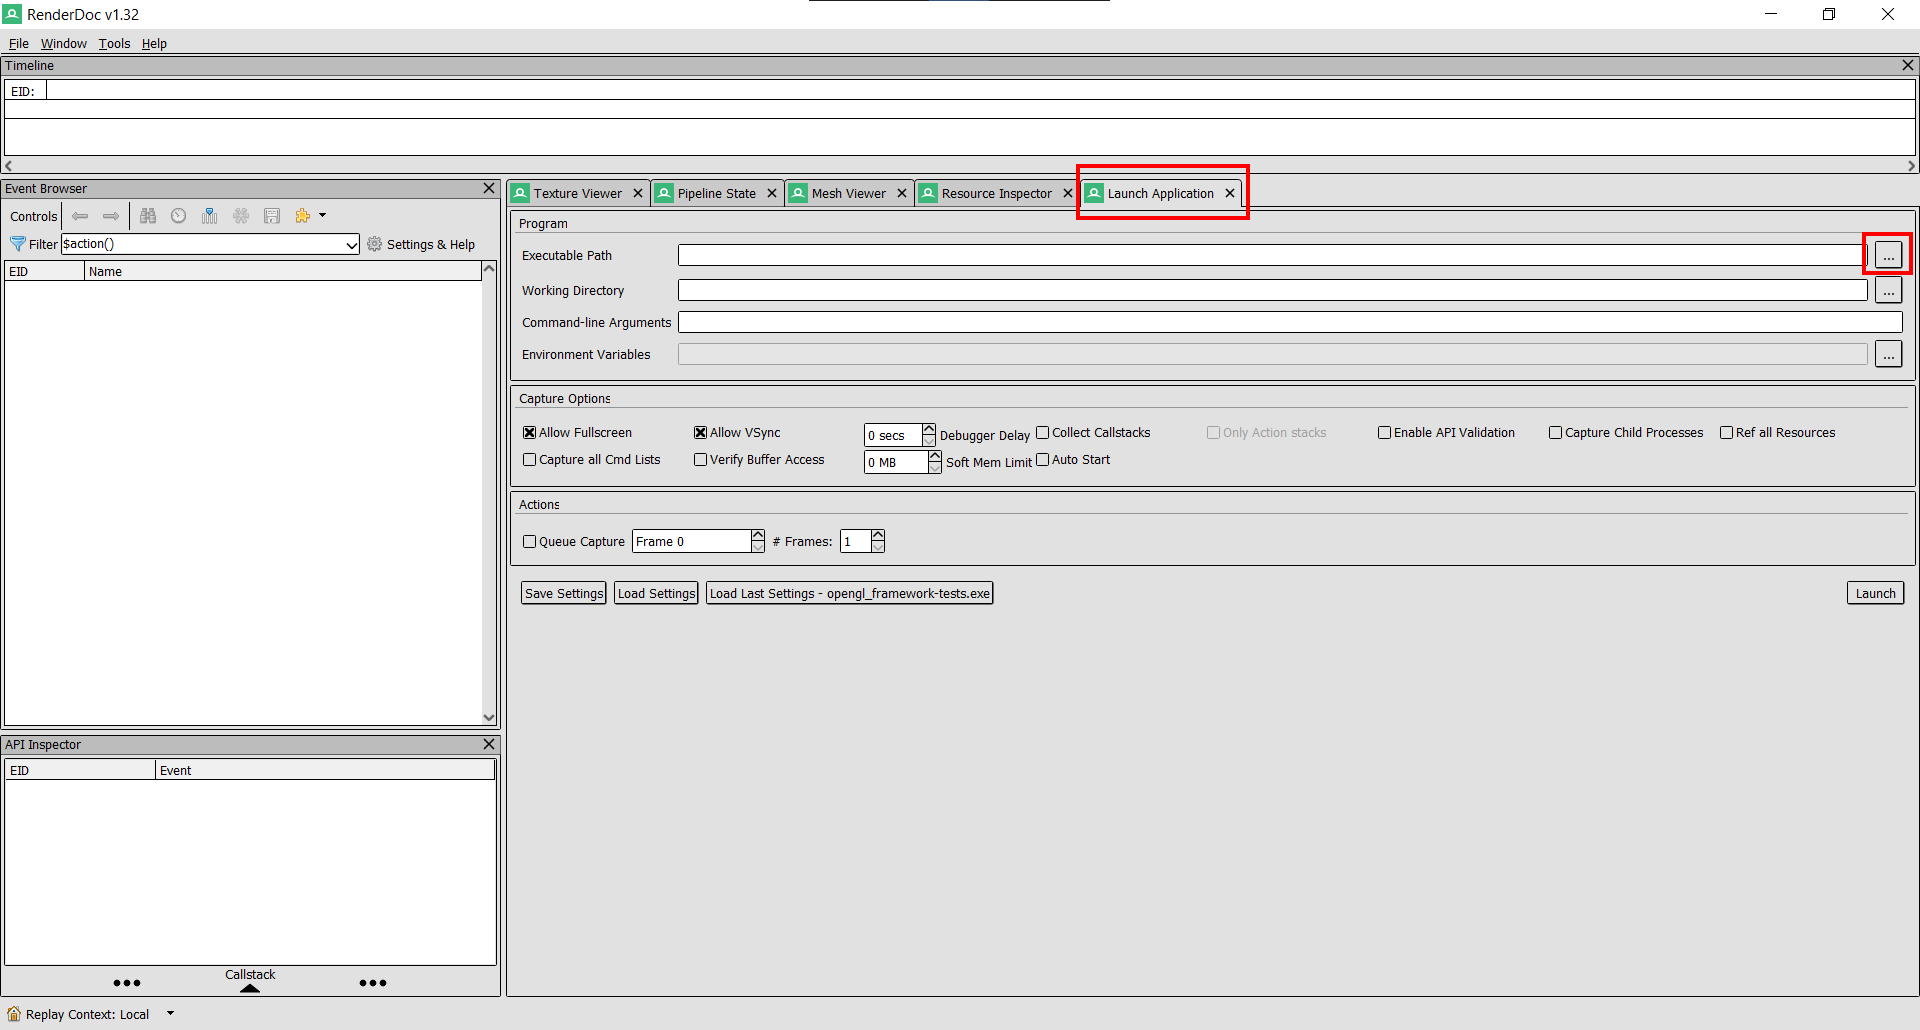 RenderDoc v1.32
File Window Tools Help
Timeline
EID:
Event Browser
Controls
Filter $action() Settings & Help
EID Name
API Inspector
EID Event
Callstack
Texture Viewer Pipeline State Mesh Viewer Resource Inspector Launch Application
Program
Executable Path ...
Working Directory ...
Command-line Arguments
Environment Variables ...
Capture Options
Allow Fullscreen Allow VSync 0 secs Debugger Delay Collect Callstacks Only Action stacks Enable API Validation Capture Child Processes Ref all Resources
Capture all Cmd Lists Verify Buffer Access 0 MB Soft Mem Limit Auto Start
Actions
Queue Capture Frame 0 # Frames: 1
Save Settings Load Settings Load Last Settings - opengl_framework-tests.exe Launch
Replay Context: Local